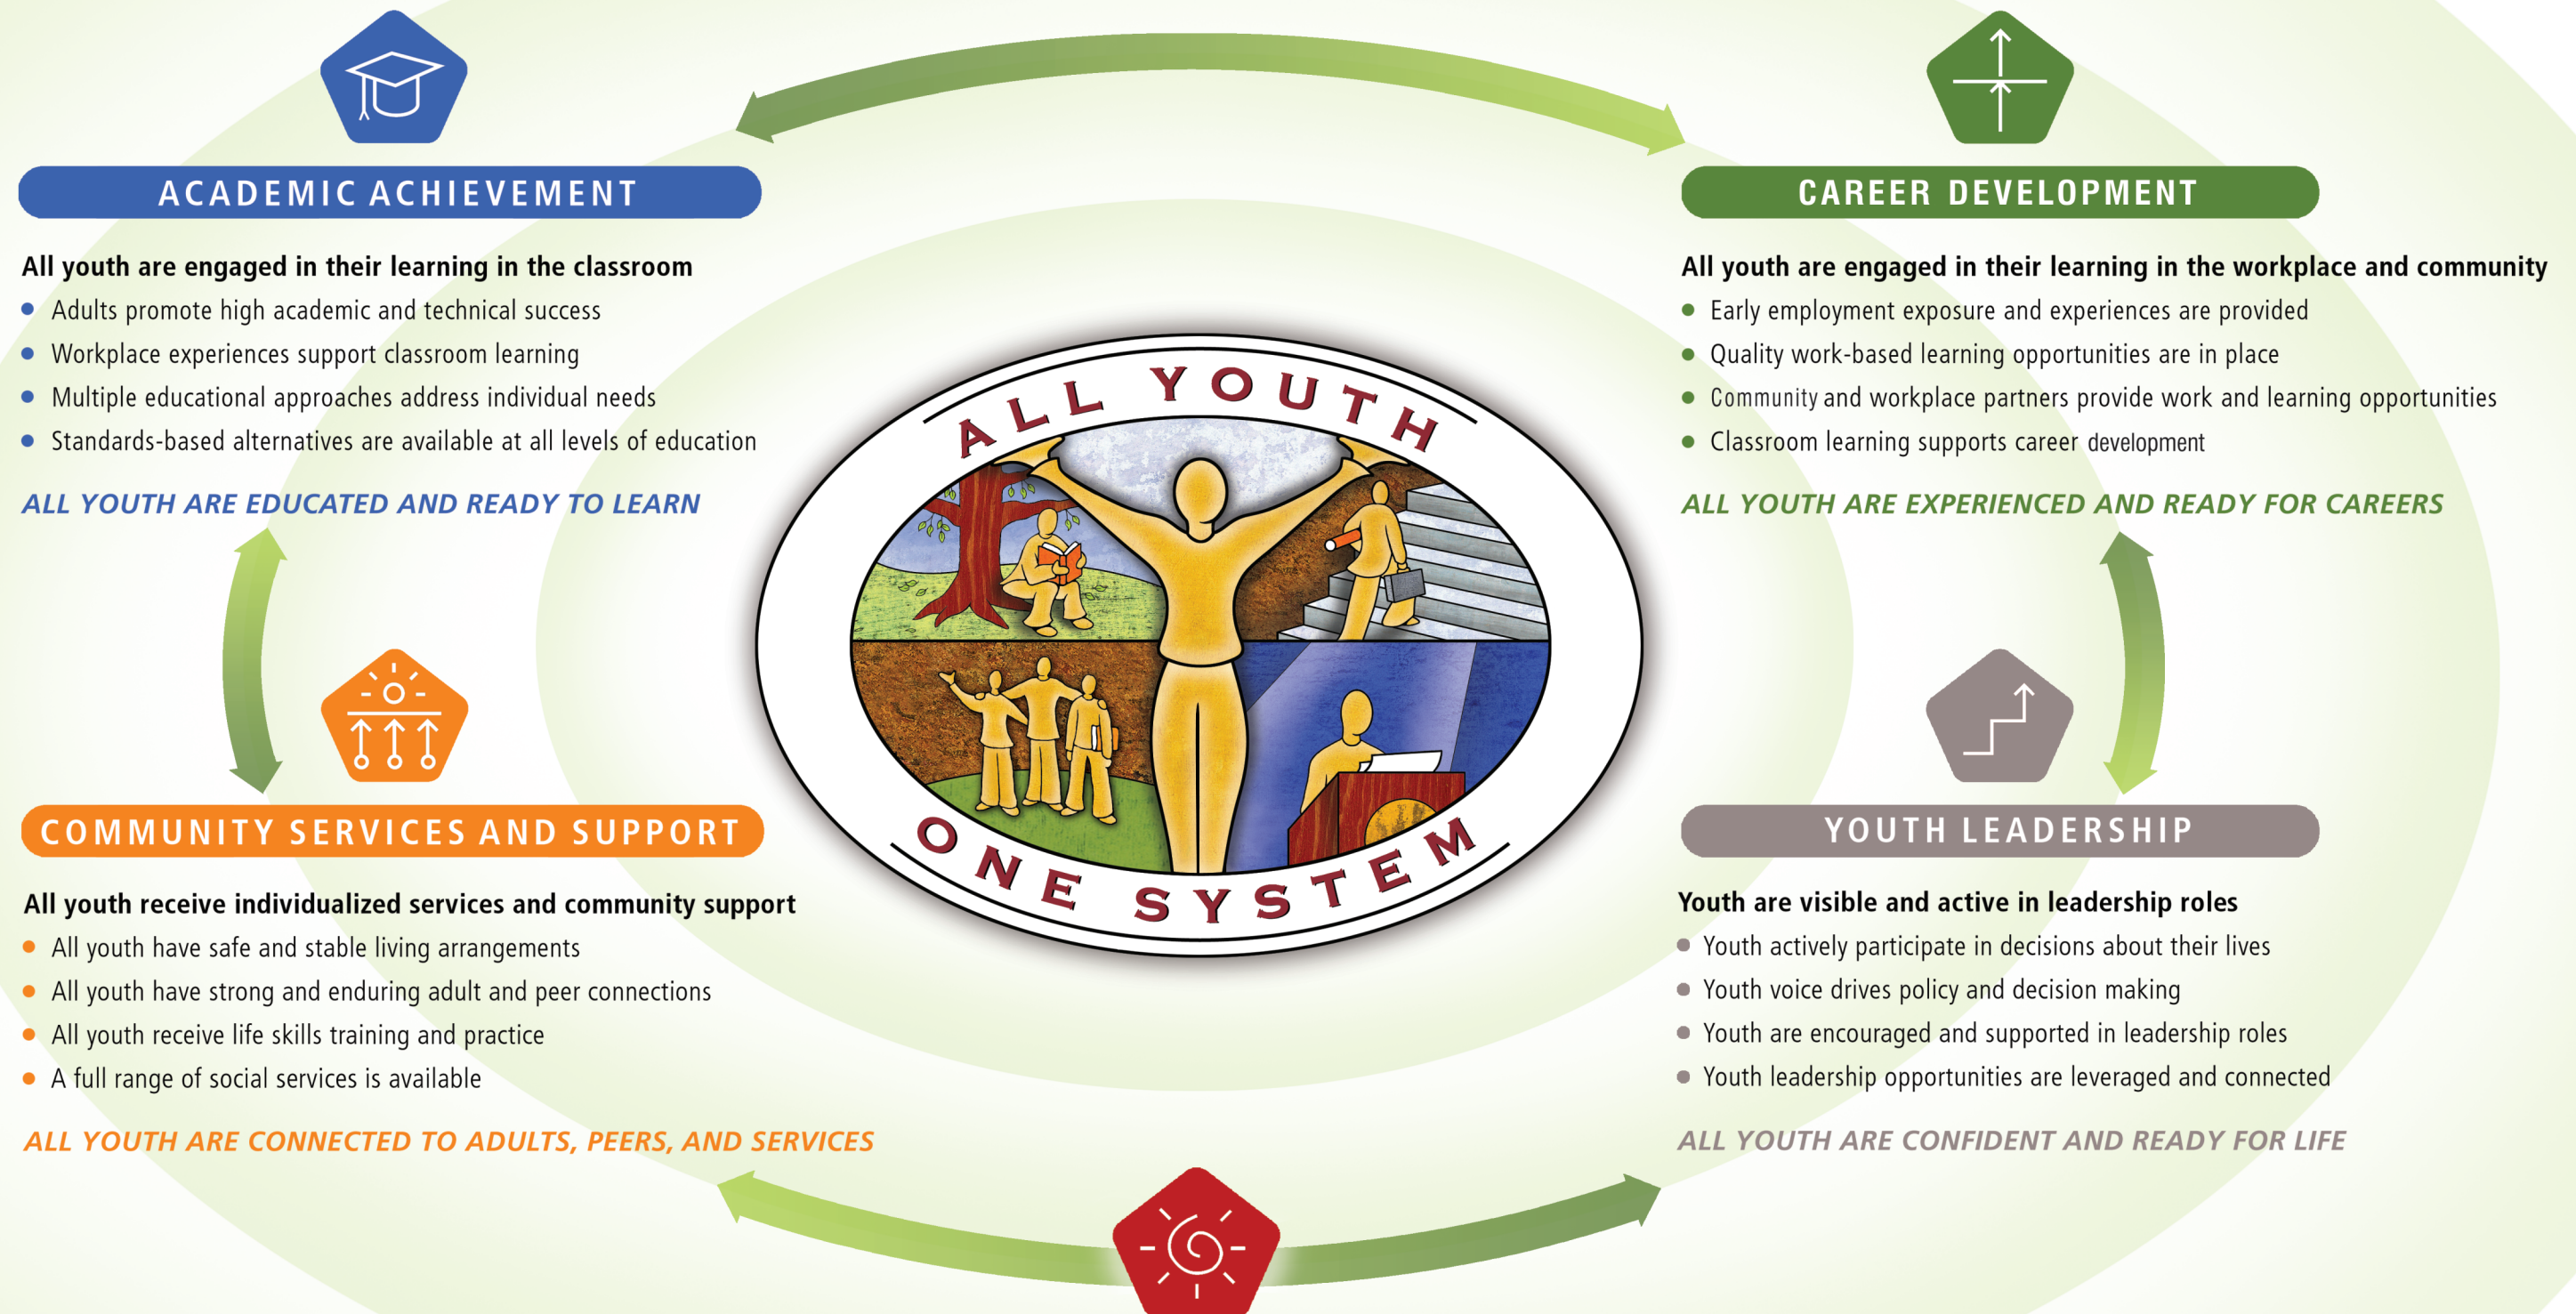 ACADEMIC ACHIEVEMENT
All youth are engaged in their learning in the classroom
Adults promote high academic and technical success
Workplace experiences support classroom learning
Multiple educational approaches address individual needs
Standards-based alternatives are available at all levels of education
ALL YOUTH ARE EDUCATED AND READY TO LEARN
CAREER DEVELOPMENT
All youth are engaged in their learning in the workplace and community
Early employment exposure and experiences are provided
Quality work-based learning opportunities are in place
Community and workplace partners provide work and learning opportunities
Classroom learning supports career development
ALL YOUTH ARE EXPERIENCED AND READY FOR CAREERS
ALL YOUTH
ONE SYSTEM
COMMUNITY SERVICES AND SUPPORT
All youth receive individualized services and community support
All youth have safe and stable living arrangements
All youth have strong and enduring adult and peer connections
All youth receive life skills training and practice
A full range of social services is available
ALL YOUTH ARE CONNECTED TO ADULTS, PEERS, AND SERVICES
YOUTH LEADERSHIP
Youth are visible and active in leadership roles
Youth actively participate in decisions about their lives
Youth voice drives policy and decision making
Youth are encouraged and supported in leadership roles
Youth leadership opportunities are leveraged and connected
ALL YOUTH ARE CONFIDENT AND READY FOR LIFE